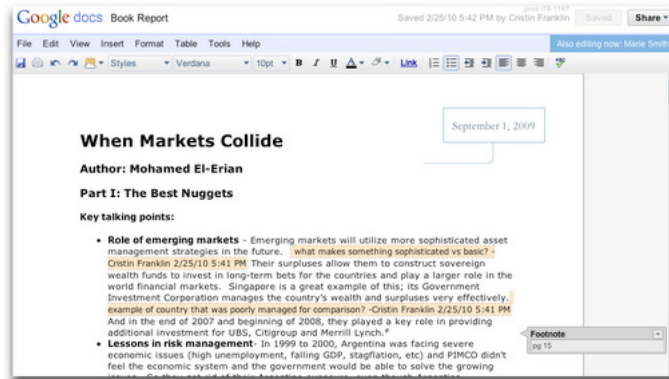 Google docs Book Report
Saved 2/25/10 5:42 PM by Cristin Franklin Saved Share
File Edit View Insert Format Table Tools Help
Also editing now: Marie Smith
Styles Verdana 10pt B I U A Link
September 1, 2009
When Markets Collide
Author: Mohamed El-Erian
Part I: The Best Nuggets
Key talking points:
• Role of emerging markets - Emerging markets will utilize more sophisticated asset
management strategies in the future. what makes something sophisticated vs basic? -
Cristin Franklin 2/25/10 5:41 PM Their surpluses allow them to construct sovereign
wealth funds to invest in long-term bets for the countries and play a larger role in the
world financial markets. Singapore is a great example of this; its Government
Investment Corporation manages the country's wealth and surpluses very effectively.
example of country that was poorly managed for comparison? -Cristin Franklin 2/25/10 5:41 PM
And in the end of 2007 and beginning of 2008, they played a key role in providing
additional investment for UBS, Citigroup and Merrill Lynch.
Footnote
pg 15
• Lessons in risk management- In 1999 to 2000, Argentina was facing severe
economic issues (high unemployment, falling GDP, stagflation, etc) and PIMCO didn't
feel the economic system and the government would be able to solve the growing